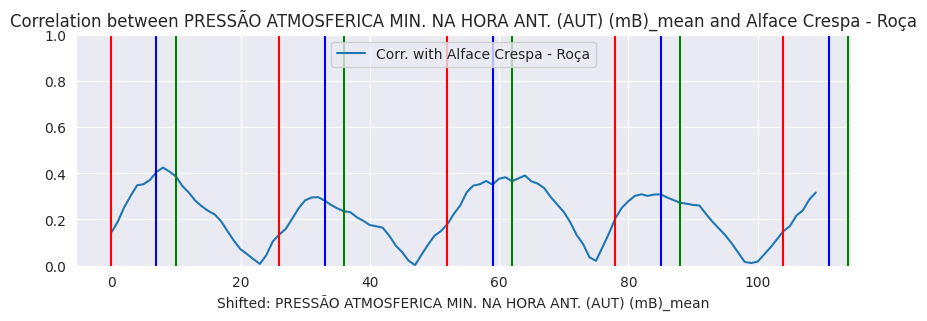 Correlation between PRESSÃO ATMOSFERICA MIN. NA HORA ANT. (AUT) (mB)_mean and Alface Crespa - Roça
1.0
Corr. with Alface Crespa - Roça
0.8
0.6
0.4
0.2
0.0
0 20 40 60 80 100
Shifted: PRESSÃO ATMOSFERICA MIN. NA HORA ANT. (AUT) (mB)_mean